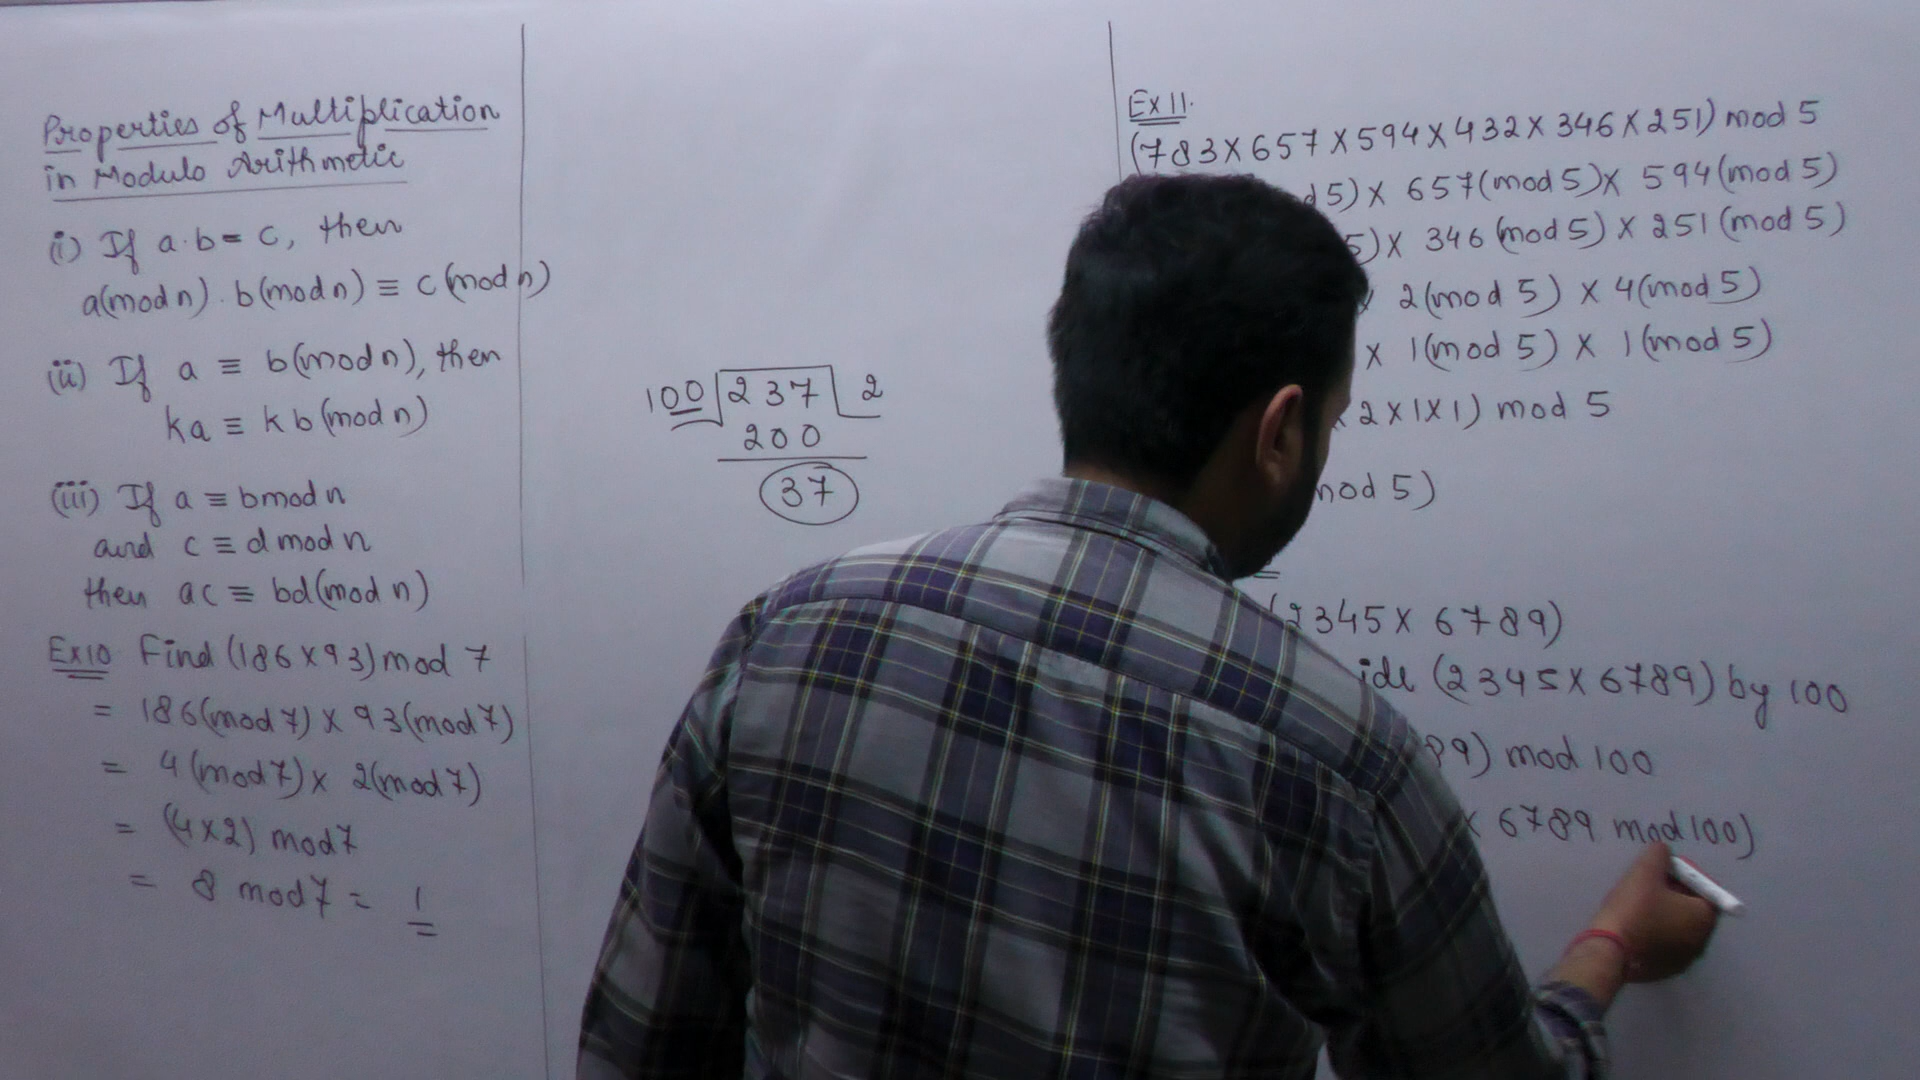 Properties of Multiplication
in Modulo Arithmetic
(i) If a.b = c, then
a(mod n). b(mod n) ≡ c(mod n)
(ii) If a ≡ b(mod n), then
ka ≡ kb(mod n)
(iii) If a ≡ b mod n
and c ≡ d mod n
then ac ≡ bd(mod n)
Ex10 Find (186×93) mod 7
= 186(mod 7) × 93(mod 7)
= 4(mod 7) × 2(mod 7)
= (4×2) mod 7
= 8 mod 7 = 1
100 237 2
200
37
Ex 11.
(783×657×594×432×346×251) mod 5
d 5) × 657(mod 5) × 594(mod 5)
5) × 346(mod 5) × 251(mod 5)
2(mod 5) × 4(mod 5)
× 1(mod 5) × 1(mod 5)
× 2×1×1) mod 5
mod 5)
(2345 × 6789)
ide (2345×6789) by 100
89) mod 100
× 6789 mod 100)